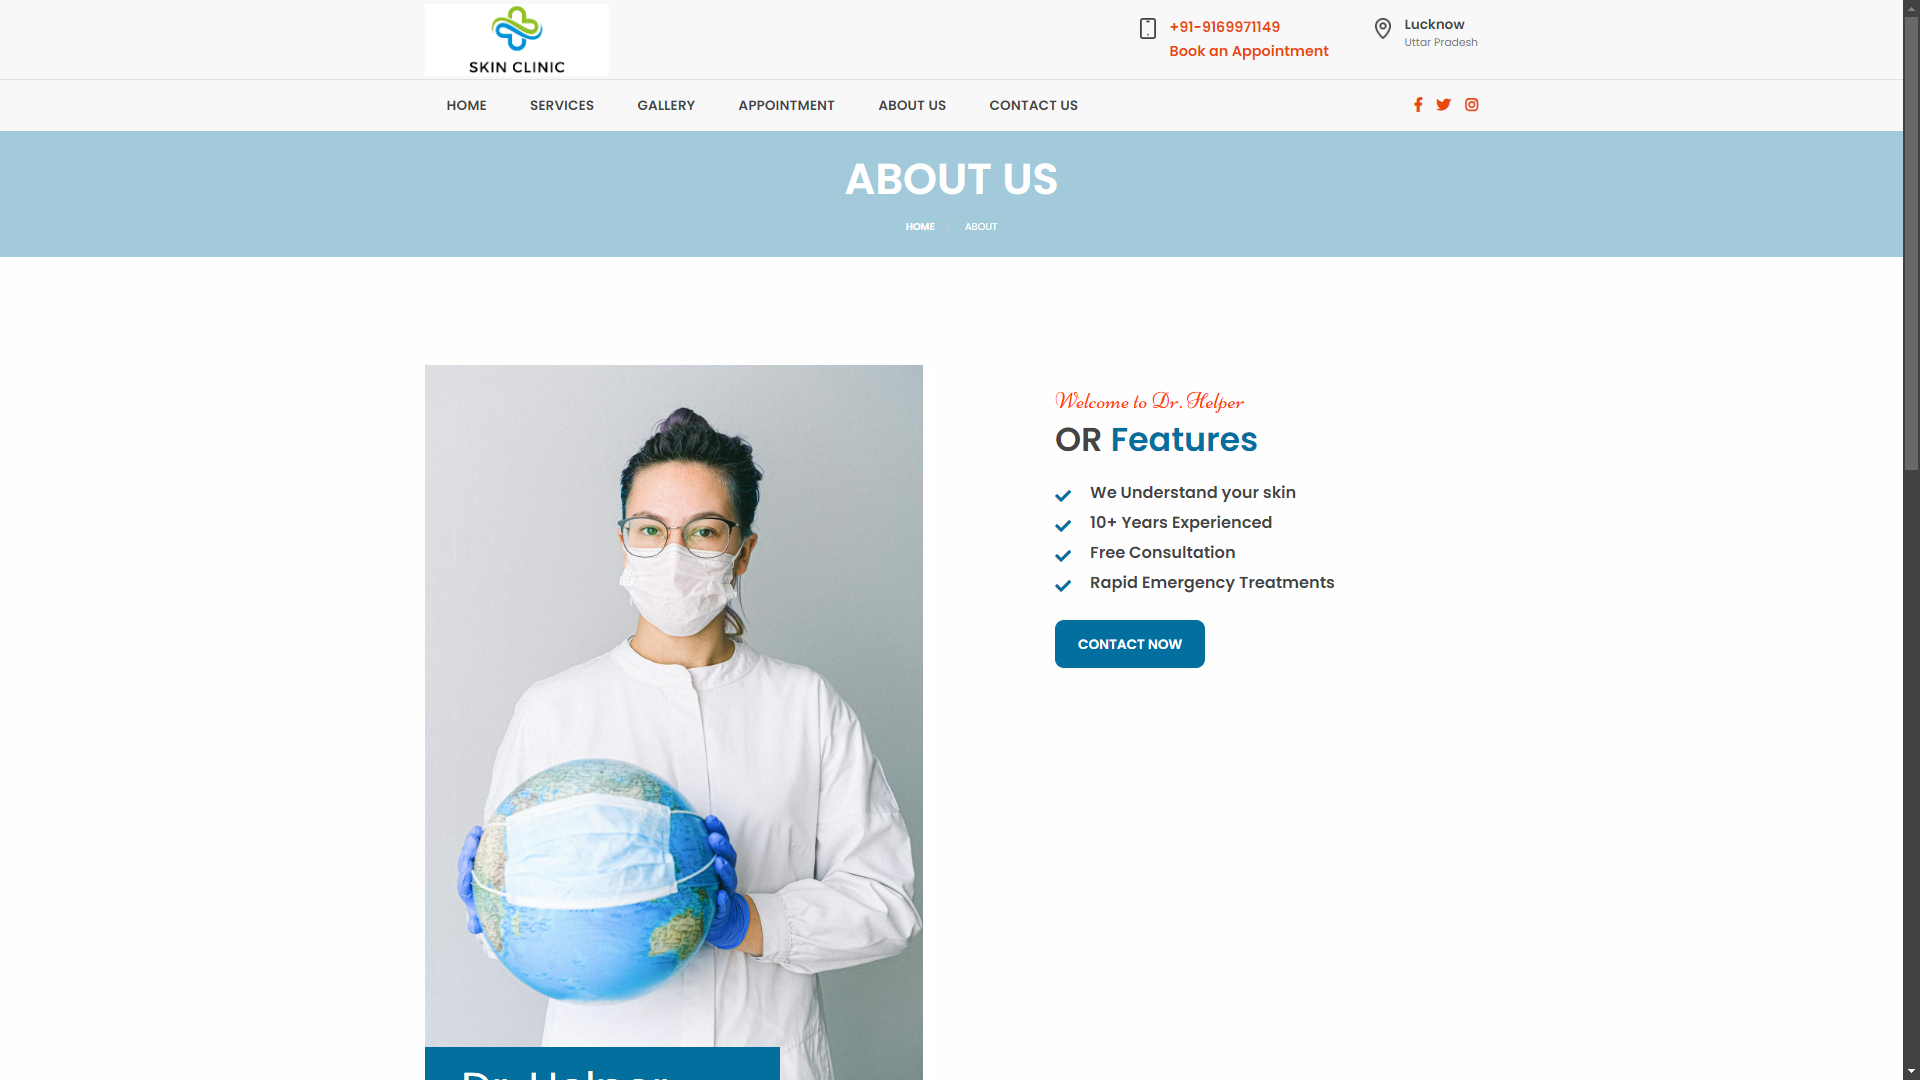 SKIN CLINIC
+91-9169971149
Book an Appointment
Lucknow
Uttar Pradesh
HOME
SERVICES
GALLERY
APPOINTMENT
ABOUT US
CONTACT US
ABOUT US
HOME / ABOUT
Welcome to Dr. Helper
OR Features
We Understand your skin
10+ Years Experienced
Free Consultation
Rapid Emergency Treatments
CONTACT NOW
Dr. Helper